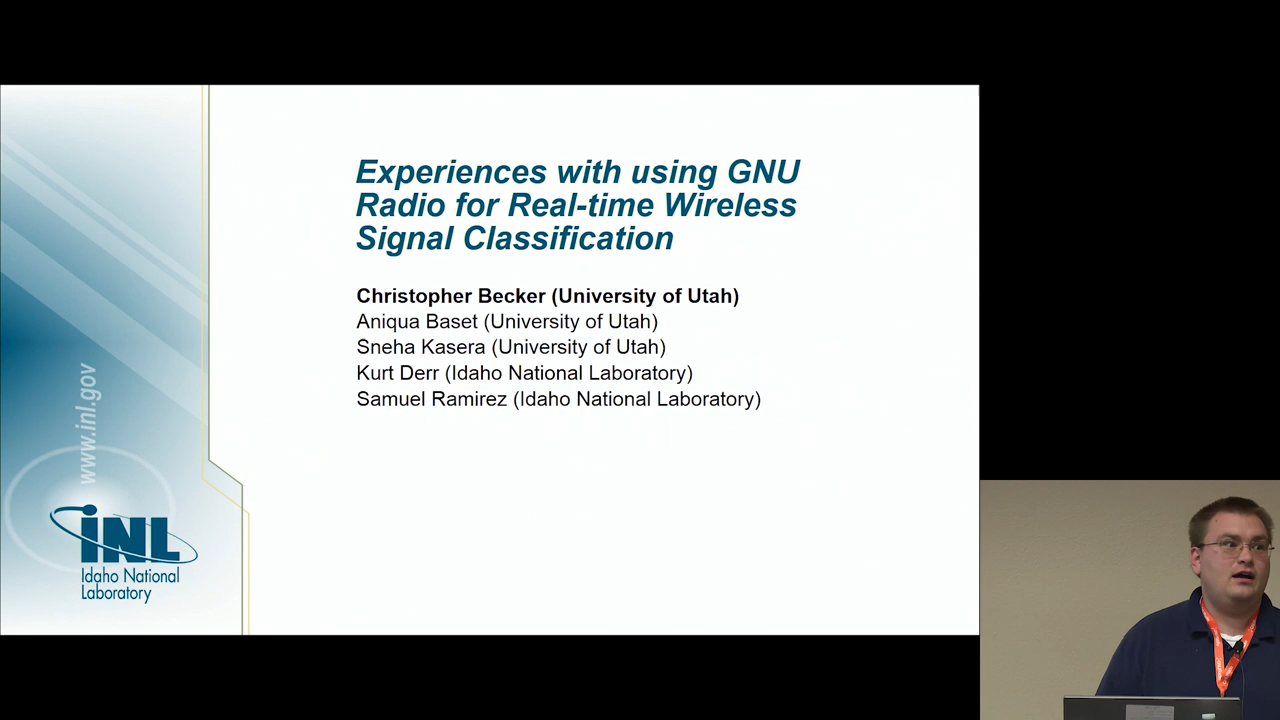 Experiences with using GNU
Radio for Real-time Wireless
Signal Classification
Christopher Becker (University of Utah)
Aniqua Baset (University of Utah)
Sneha Kasera (University of Utah)
Kurt Derr (Idaho National Laboratory)
Samuel Ramirez (Idaho National Laboratory)
www.inl.gov
INL
Idaho National
Laboratory